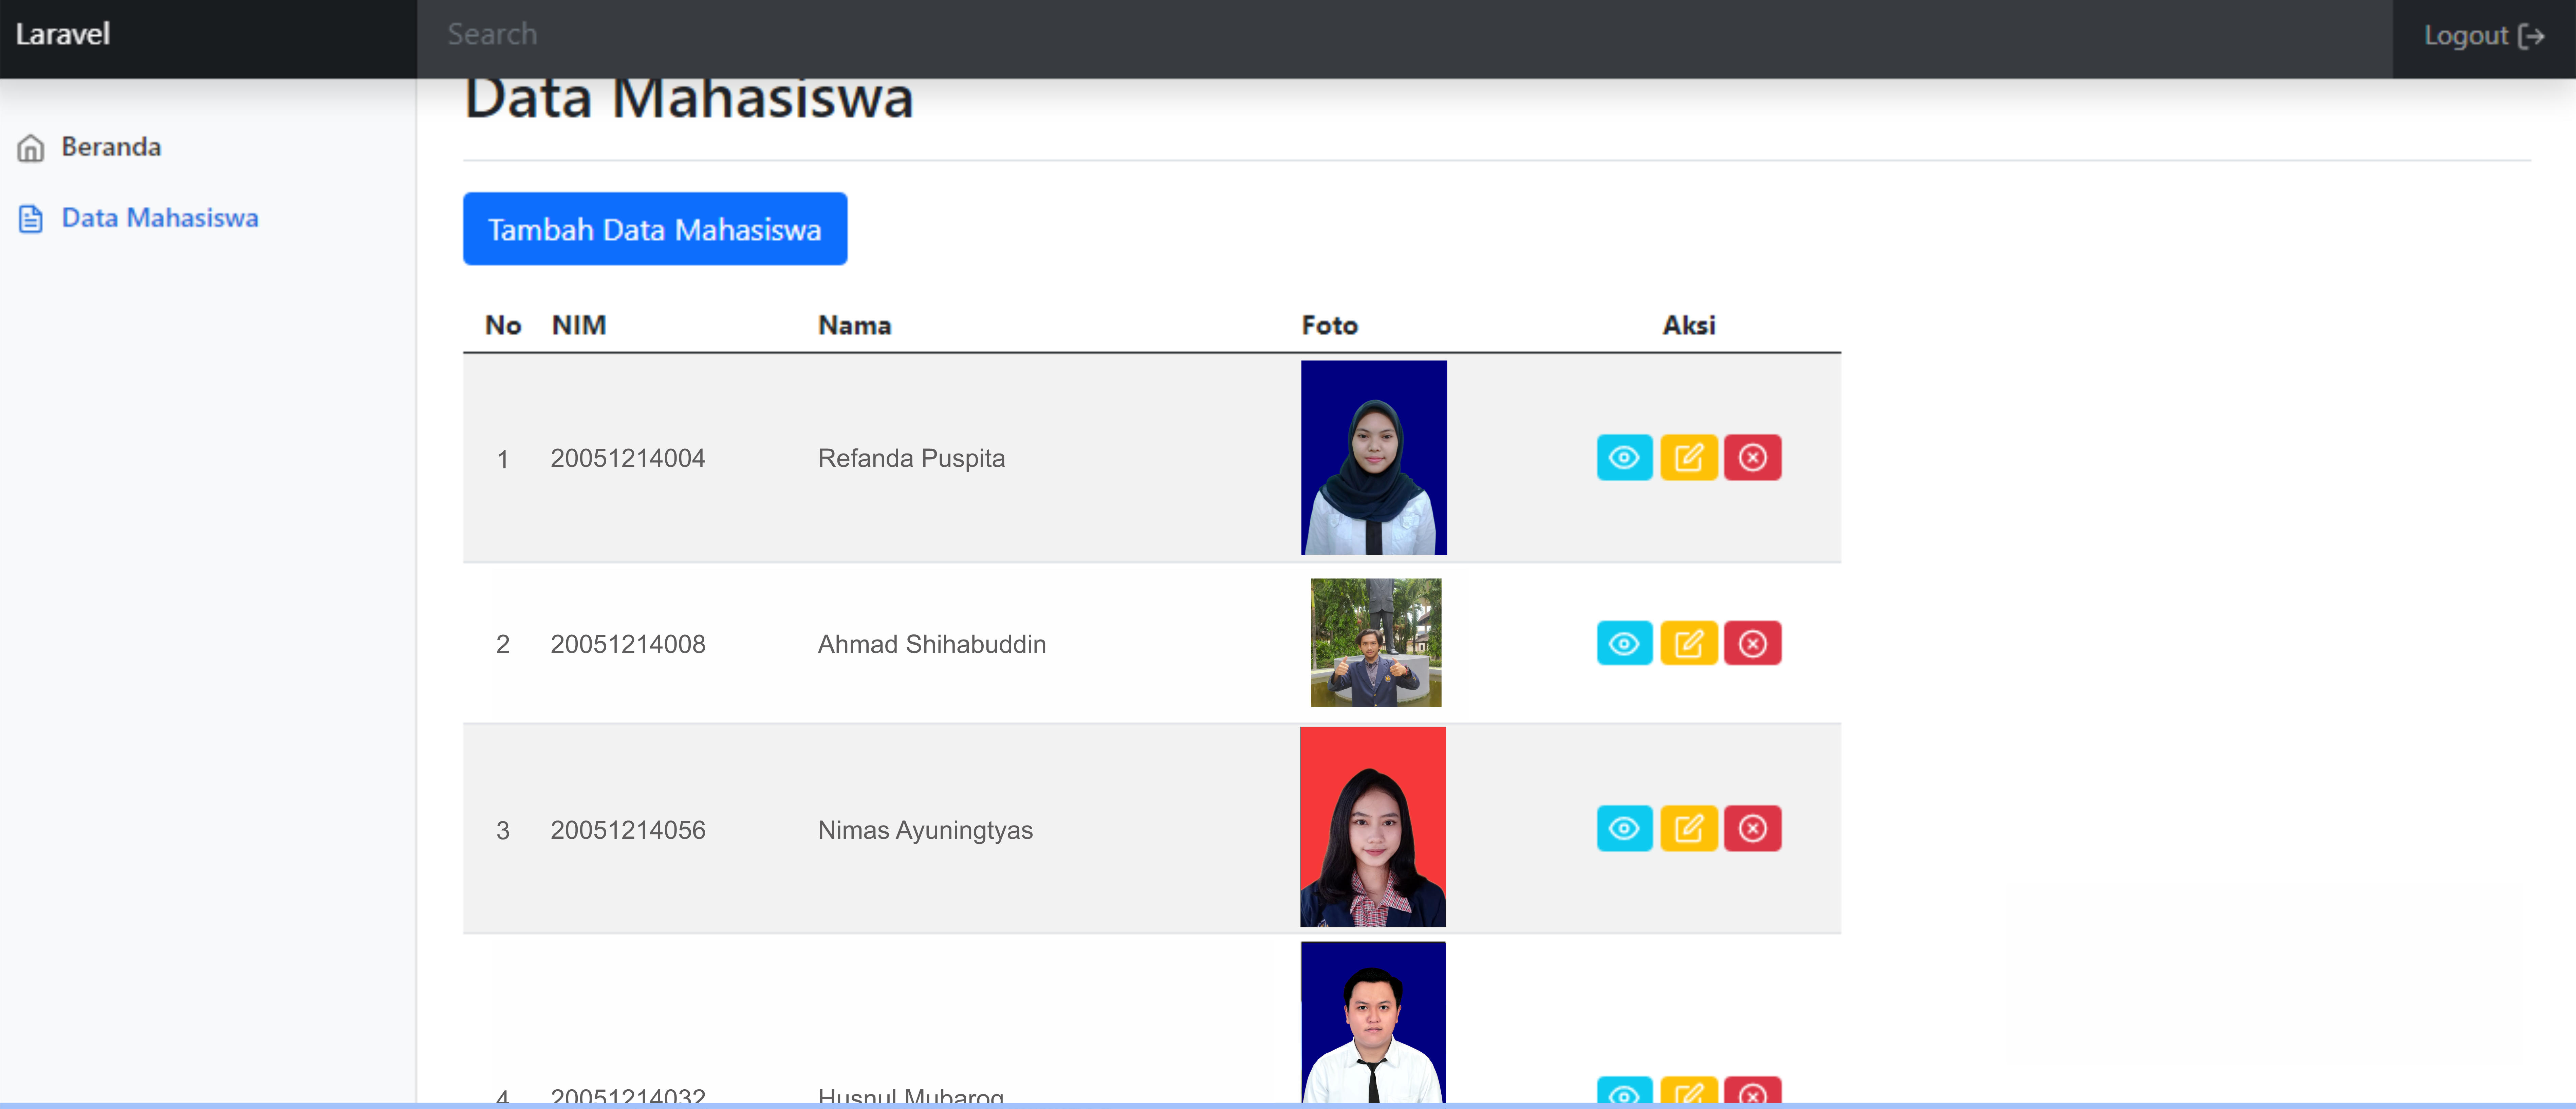 Laravel Search Logout
Data Mahasiswa
Beranda
Data Mahasiswa
Tambah Data Mahasiswa
No NIM Nama Foto Aksi
1 20051214004 Refanda Puspita
2 20051214008 Ahmad Shihabuddin
3 20051214056 Nimas Ayuningtyas
4 20051214032 Husnul Mubaroq